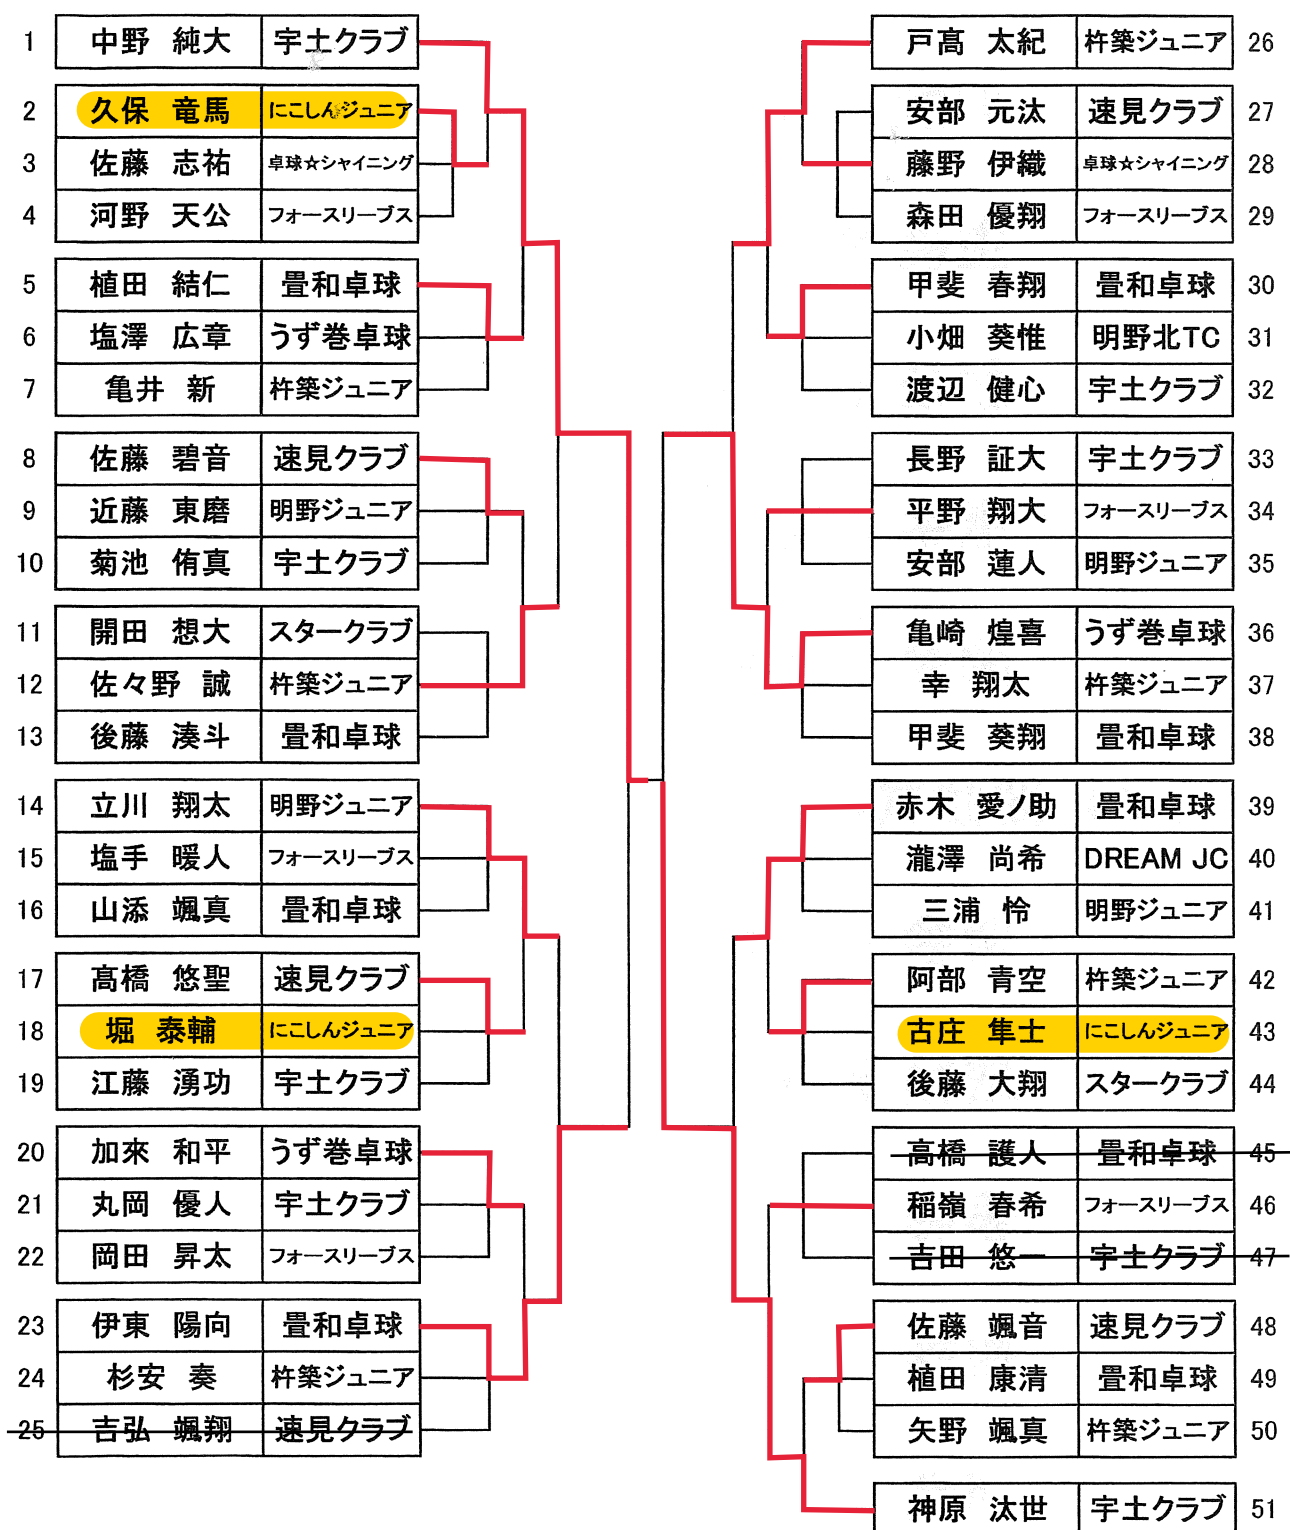 1 中野 純大 宇土クラブ
2 久保 竜馬 にこしんジュニア
3 佐藤 志祐 卓球☆シャイニング
4 河野 天公 フォースリーブス
5 植田 結仁 畳和卓球
6 塩澤 広章 うず巻卓球
7 亀井 新 杵築ジュニア
8 佐藤 碧音 速見クラブ
9 近藤 東磨 明野ジュニア
10 菊池 侑真 宇土クラブ
11 開田 想大 スタークラブ
12 佐々野 誠 杵築ジュニア
13 後藤 湊斗 畳和卓球
14 立川 翔太 明野ジュニア
15 塩手 暖人 フォースリーブス
16 山添 颯真 畳和卓球
17 髙橋 悠聖 速見クラブ
18 堀 泰輔 にこしんジュニア
19 江藤 湧功 宇土クラブ
20 加來 和平 うず巻卓球
21 丸岡 優人 宇土クラブ
22 岡田 昇太 フォースリーブス
23 伊東 陽向 畳和卓球
24 杉安 奏 杵築ジュニア
25 吉弘 颯翔 速見クラブ
戸髙 太紀 杵築ジュニア 26
安部 元汰 速見クラブ 27
藤野 伊織 卓球☆シャイニング 28
森田 優翔 フォースリーブス 29
甲斐 春翔 畳和卓球 30
小畑 葵惟 明野北TC 31
渡辺 健心 宇土クラブ 32
長野 証大 宇土クラブ 33
平野 翔大 フォースリーブス 34
安部 蓮人 明野ジュニア 35
亀崎 煌喜 うず巻卓球 36
幸 翔太 杵築ジュニア 37
甲斐 葵翔 畳和卓球 38
赤木 愛ノ助 畳和卓球 39
瀧澤 尚希 DREAM JC 40
三浦 怜 明野ジュニア 41
阿部 青空 杵築ジュニア 42
古庄 隼士 にこしんジュニア 43
後藤 大翔 スタークラブ 44
高橋 護人 畳和卓球 45
稲嶺 春希 フォースリーブス 46
吉田 悠一 宇土クラブ 47
佐藤 颯音 速見クラブ 48
植田 康清 畳和卓球 49
矢野 颯真 杵築ジュニア 50
神原 汰世 宇土クラブ 51